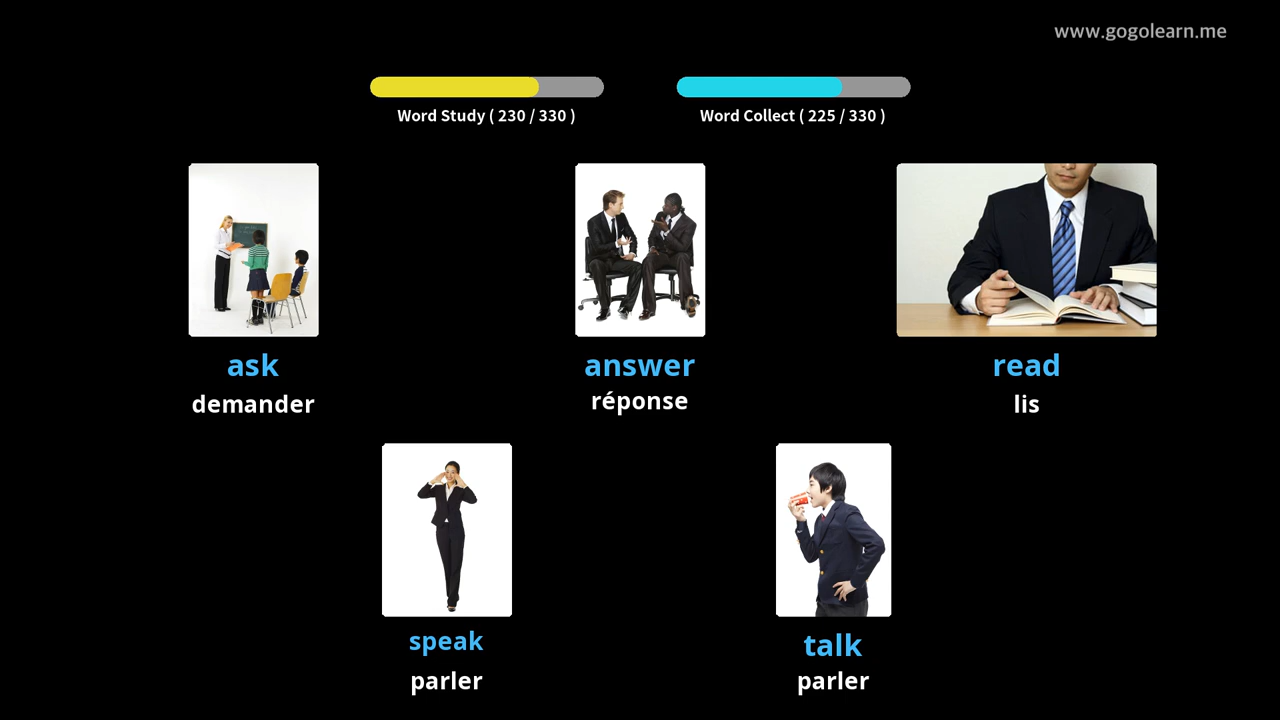 www.gogolearn.me
Word Study ( 230 / 330 )
Word Collect ( 225 / 330 )
ask
demander
answer
réponse
read
lis
speak
parler
talk
parler